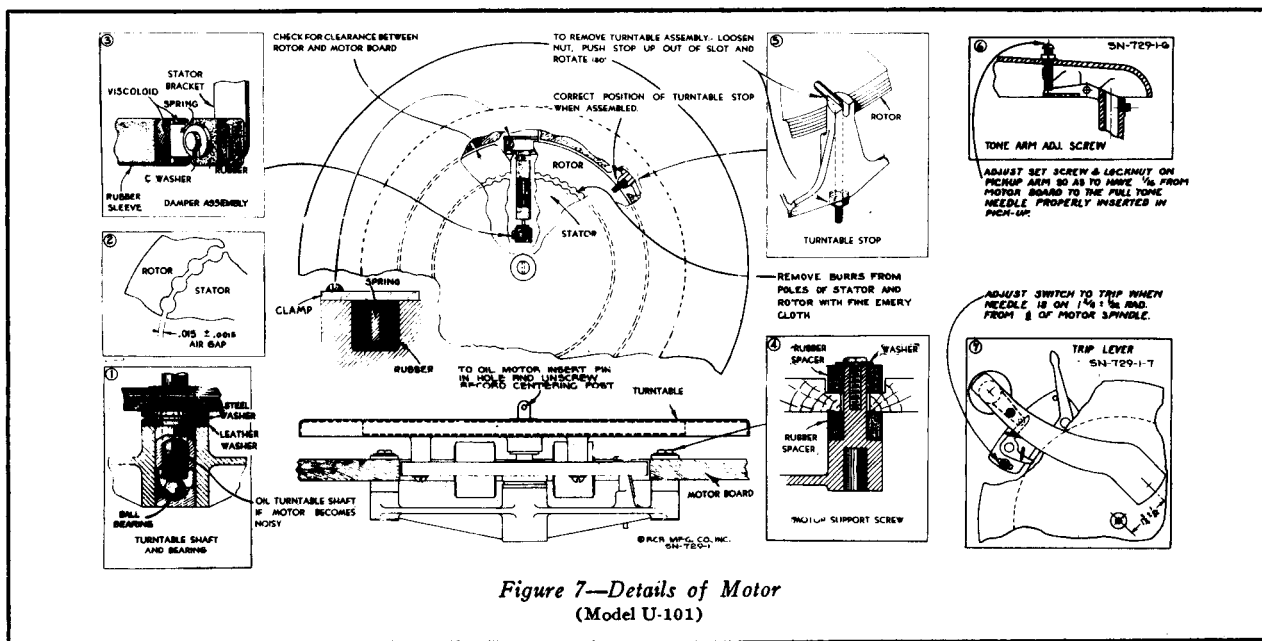 ③
VISCOLOID
STATOR
BRACKET
SPRING
C WASHER
RUBBER
RUBBER
SLEEVE
DAMPER ASSEMBLY
②
ROTOR
STATOR
.015 ± .0015
AIR GAP
①
STEEL
WASHER
LEATHER
WASHER
BALL
BEARING
OIL TURNTABLE SHAFT
IF MOTOR BECOMES
NOISY
TURNTABLE SHAFT
AND BEARING
CHECK FOR CLEARANCE BETWEEN
ROTOR AND MOTOR BOARD
TO REMOVE TURNTABLE ASSEMBLY- LOOSEN
NUT, PUSH STOP UP OUT OF SLOT AND
ROTATE 180°
CORRECT POSITION OF TURNTABLE STOP
WHEN ASSEMBLED.
ROTOR
STATOR
SPRING
CLAMP
RUBBER
REMOVE BURRS FROM
POLES OF STATOR AND
ROTOR WITH FINE EMERY
CLOTH
TO OIL MOTOR INSERT PIN
IN HOLE AND UNSCREW
RECORD CENTERING POST
TURNTABLE
MOTOR BOARD
© RCA MFG. CO., INC.
SN-729-1
⑤
ROTOR
TURNTABLE STOP
④
RUBBER
SPACER
WASHER
RUBBER
SPACER
MOTOR SUPPORT SCREW
⑥
SN-729-1-6
TONE ARM ADJ. SCREW
ADJUST SET SCREW & LOCKNUT ON
PICKUP ARM SO AS TO HAVE FROM
MOTOR BOARD TO THE FULL TONE
NEEDLE PROPERLY INSERTED IN
PICK-UP.
ADJUST SWITCH TO TRIP WHEN
NEEDLE IS ON RAD.
FROM ℄ OF MOTOR SPINDLE.
⑦
TRIP LEVER
SN-729-1-7
Figure 7—Details of Motor
(Model U-101)